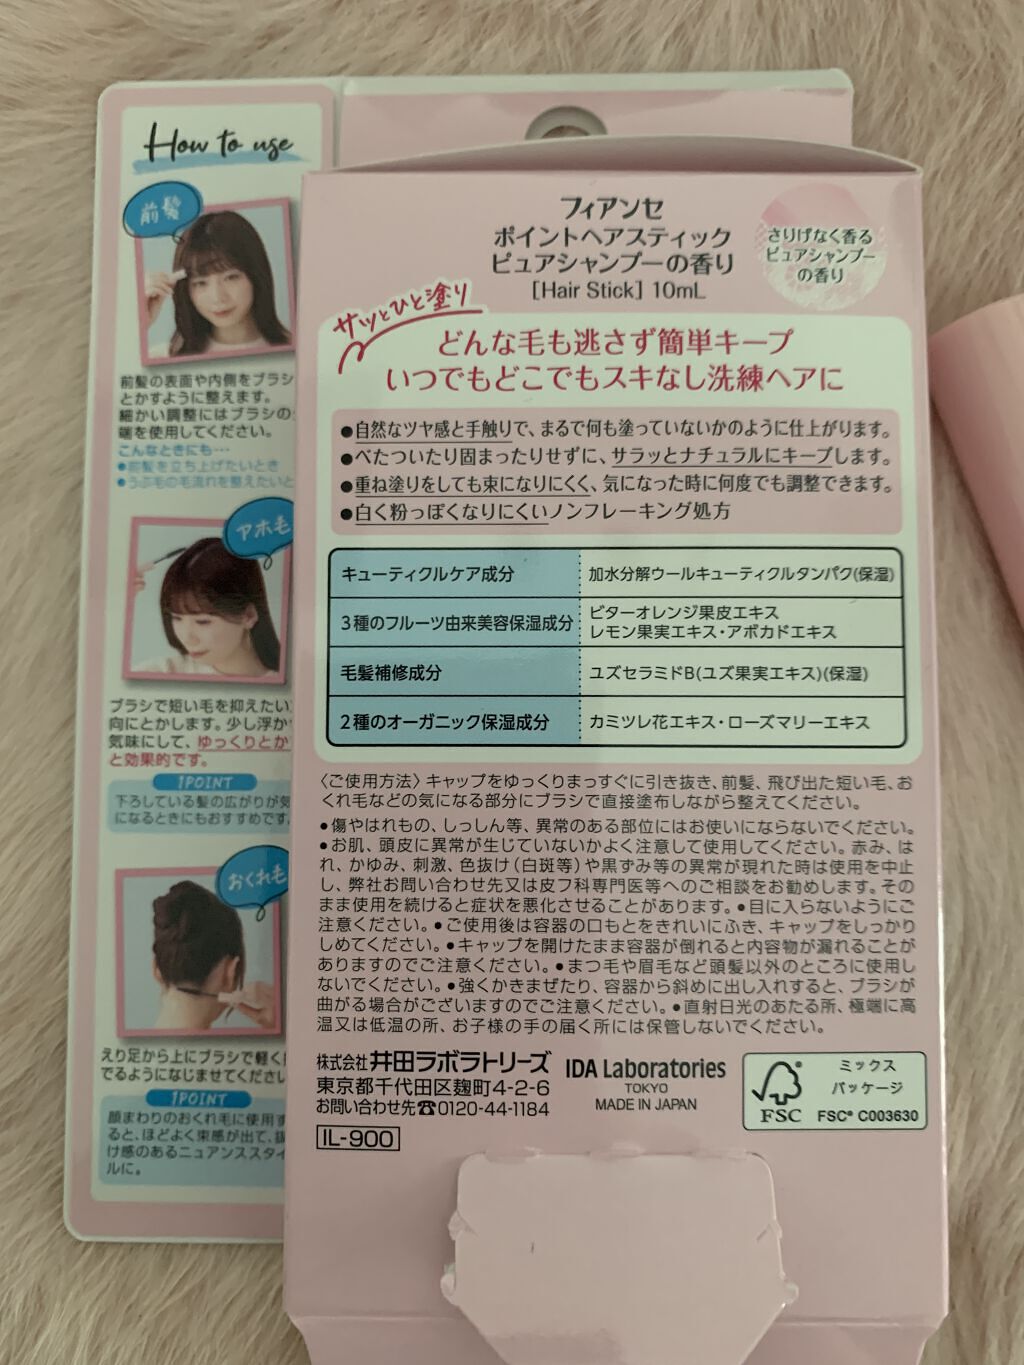 How to use
前髪
前髪の表面や内側をブラシ
とかすように整えます。
細かい調整にはブラシの
端を使用してください。
こんなときにも…
●前髪を立ち上げたいとき
●うぶ毛の毛流れを整えたいと
アホ毛
ブラシで短い毛を抑えたい
向にとかします。少し浮か
気味にして、ゆっくりとか
と効果的です。
1POINT
下ろしている髪の広がりが気
になるときにもおすすめです
おくれ毛
えり足から上にブラシで軽く
でるようになじませてください
1POINT
顔まわりのおくれ毛に使用す
ると、ほどよく束感が出て、抜
け感のあるニュアンススタイ
ルに。
フィアンセ
ポイントヘアスティック
ピュアシャンプーの香り
[Hair Stick] 10mL
さりげなく香る
ピュアシャンプー
の香り
サッとひと塗り
どんな毛も逃さず簡単キープ
いつでもどこでもスキなし洗練ヘアに
●自然なツヤ感と手触りで、まるで何も塗っていないかのように仕上がります。
●べたついたり固まったりせずに、サラッとナチュラルにキープします。
●重ね塗りをしても束になりにくく、気になった時に何度でも調整できます。
●白く粉っぽくなりにくいノンフレーキング処方
キューティクルケア成分 加水分解ウールキューティクルタンパク(保湿)
3種のフルーツ由来美容保湿成分 ビターオレンジ果皮エキス
レモン果実エキス・アボカドエキス
毛髪補修成分 ユズセラミドB(ユズ果実エキス)(保湿)
2種のオーガニック保湿成分 カミツレ花エキス・ローズマリーエキス
〈ご使用方法〉キャップをゆっくりまっすぐに引き抜き、前髪、飛び出た短い毛、お
くれ毛などの気になる部分にブラシで直接塗布しながら整えてください。
●傷やはれもの、しっしん等、異常のある部位にはお使いにならないでください。
●お肌、頭皮に異常が生じていないかよく注意して使用してください。赤み、は
れ、かゆみ、刺激、色抜け(白斑等)や黒ずみ等の異常が現れた時は使用を中止
し、弊社お問い合わせ先又は皮フ科専門医等へのご相談をお勧めします。その
まま使用を続けると症状を悪化させることがあります。●目に入らないようにご
注意ください。●ご使用後は容器の口もとをきれいにふき、キャップをしっかり
しめてください。●キャップを開けたまま容器が倒れると内容物が漏れることが
ありますのでご注意ください。●まつ毛や眉毛など頭髪以外のところに使用し
ないでください。●強くかきまぜたり、容器から斜めに出し入れすると、ブラシが
曲がる場合がございますのでご注意ください。●直射日光のあたる所、極端に高
温又は低温の所、お子様の手の届く所には保管しないでください。
株式会社 井田ラボラトリーズ
東京都千代田区麹町4-2-6
お問い合わせ先☎0120-44-1184
IL-900
IDA Laboratories
TOKYO
MADE IN JAPAN
FSC
ミックス
パッケージ
FSC® C003630